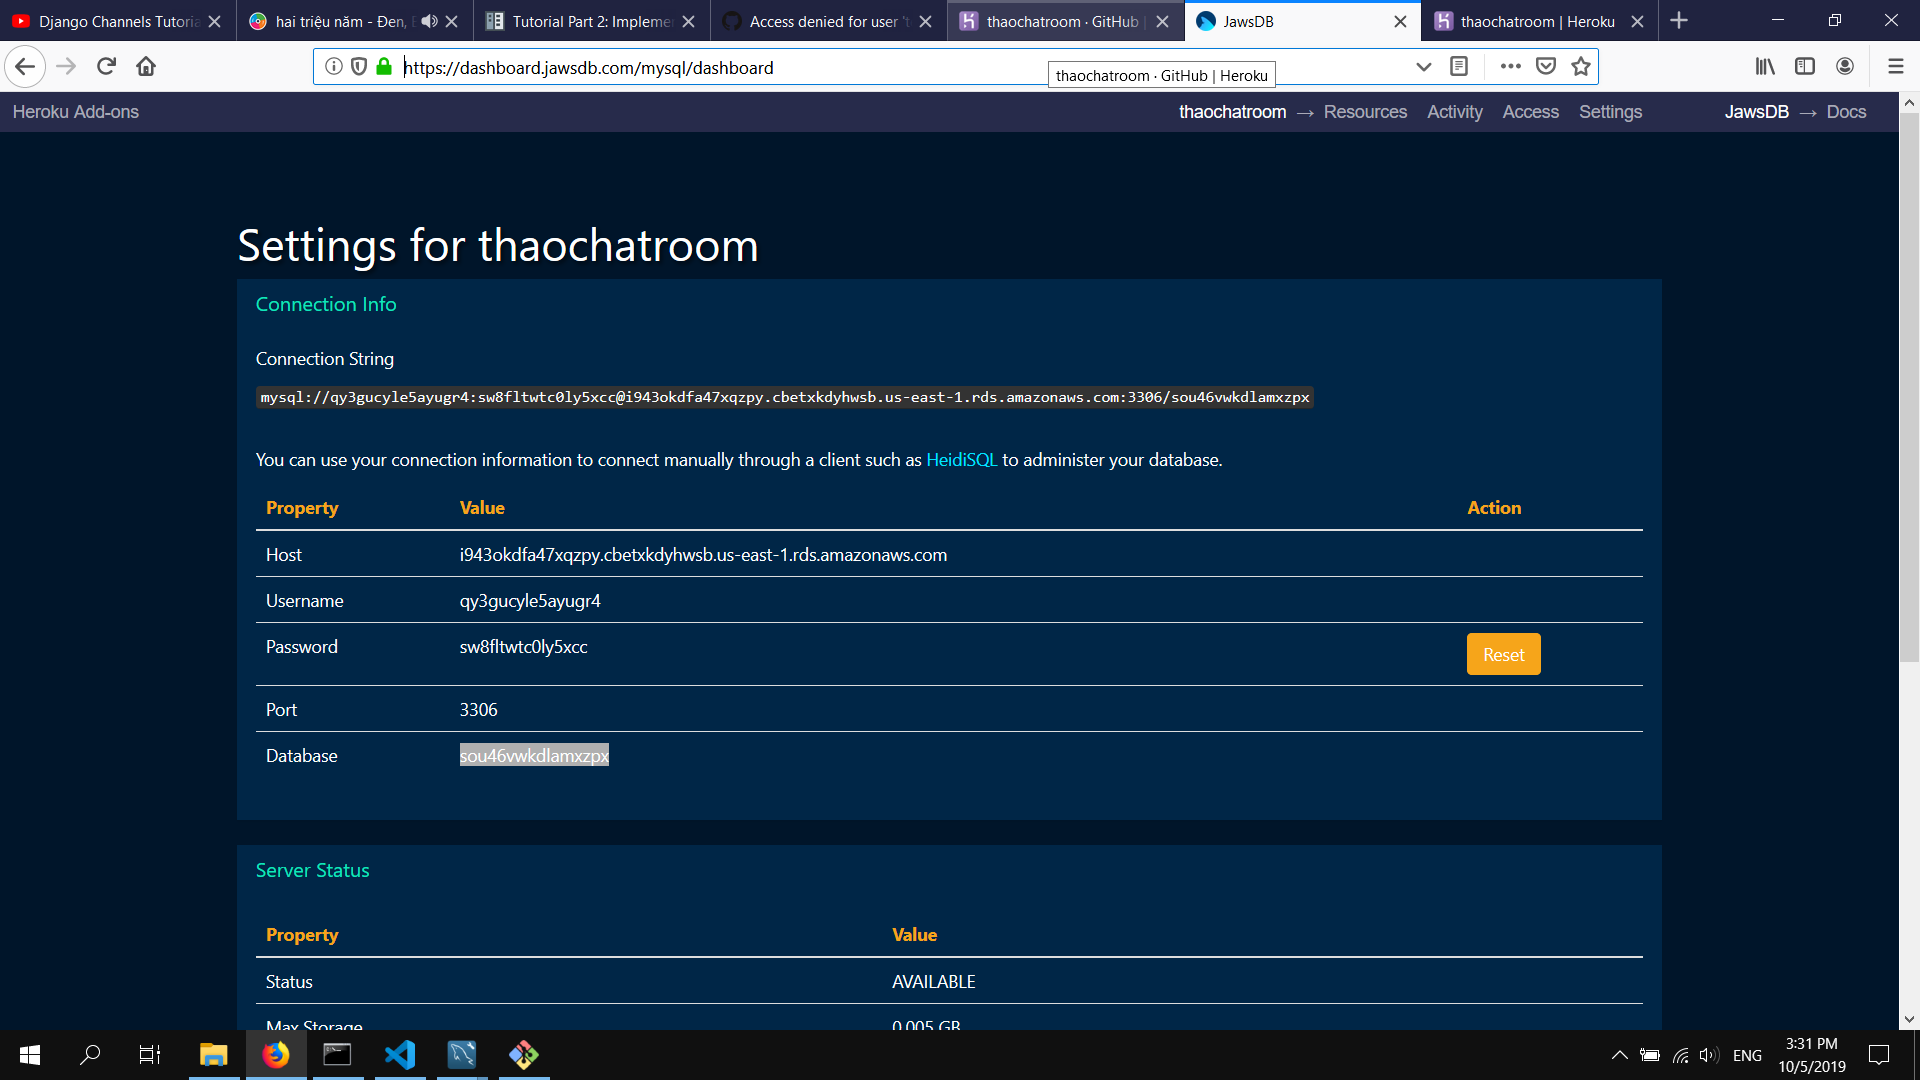 Django Channels Tutoria
hai triệu năm - Đen,
Tutorial Part 2: Impleme
Access denied for user 't
thaochatroom · GitHub
JawsDB
thaochatroom | Heroku
https://dashboard.jawsdb.com/mysql/dashboard
thaochatroom · GitHub | Heroku
Heroku Add-ons
thaochatroom → Resources Activity Access Settings
JawsDB → Docs
Settings for thaochatroom
Connection Info
Connection String
mysql://qy3gucyle5ayugr4:sw8fltwtc0ly5xcc@i943okdfa47xqzpy.cbetxkdyhwsb.us-east-1.rds.amazonaws.com:3306/sou46vwkdlamxzpx
You can use your connection information to connect manually through a client such as HeidiSQL to administer your database.
Property Value Action
Host i943okdfa47xqzpy.cbetxkdyhwsb.us-east-1.rds.amazonaws.com
Username qy3gucyle5ayugr4
Password sw8fltwtc0ly5xcc Reset
Port 3306
Database sou46vwkdlamxzpx
Server Status
Property Value
Status AVAILABLE
Max Storage 0.005 GB
ENG
3:31 PM
10/5/2019